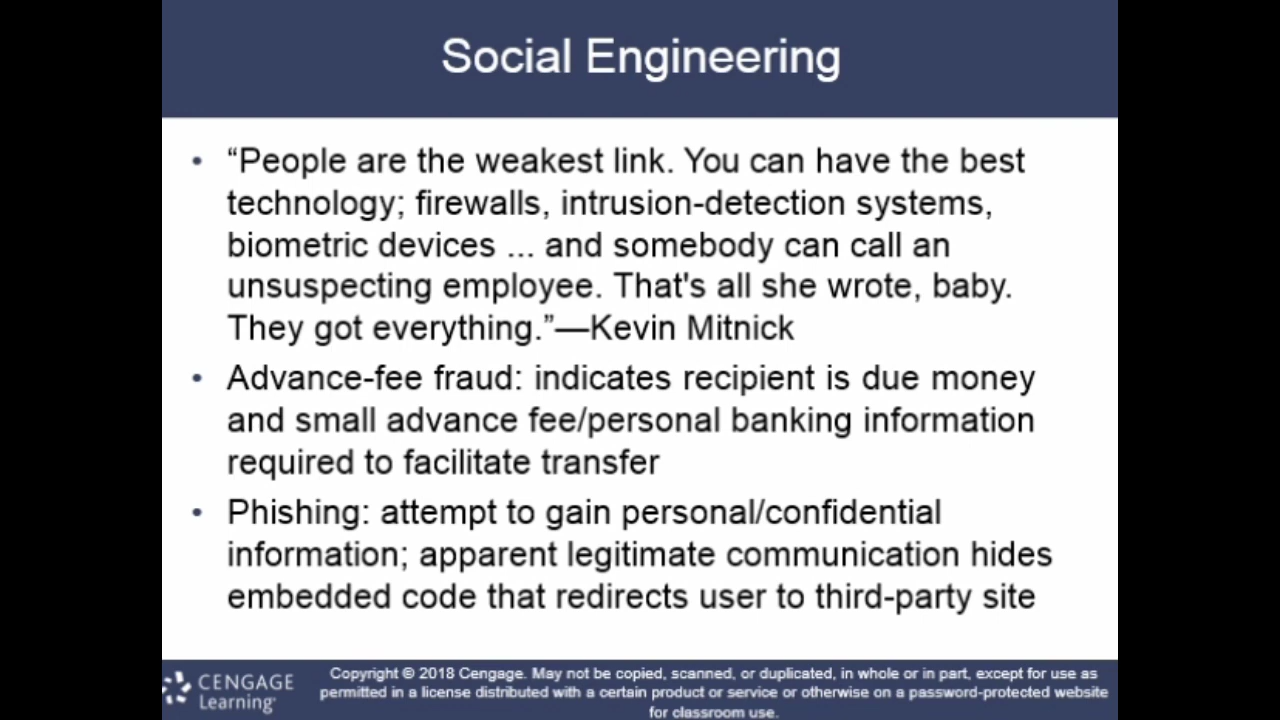 Social Engineering
• “People are the weakest link. You can have the best
technology; firewalls, intrusion-detection systems,
biometric devices ... and somebody can call an
unsuspecting employee. That's all she wrote, baby.
They got everything.”—Kevin Mitnick
• Advance-fee fraud: indicates recipient is due money
and small advance fee/personal banking information
required to facilitate transfer
• Phishing: attempt to gain personal/confidential
information; apparent legitimate communication hides
embedded code that redirects user to third-party site
CENGAGE
Learning
Copyright © 2018 Cengage. May not be copied, scanned, or duplicated, in whole or in part, except for use as
permitted in a license distributed with a certain product or service or otherwise on a password-protected website
for classroom use.